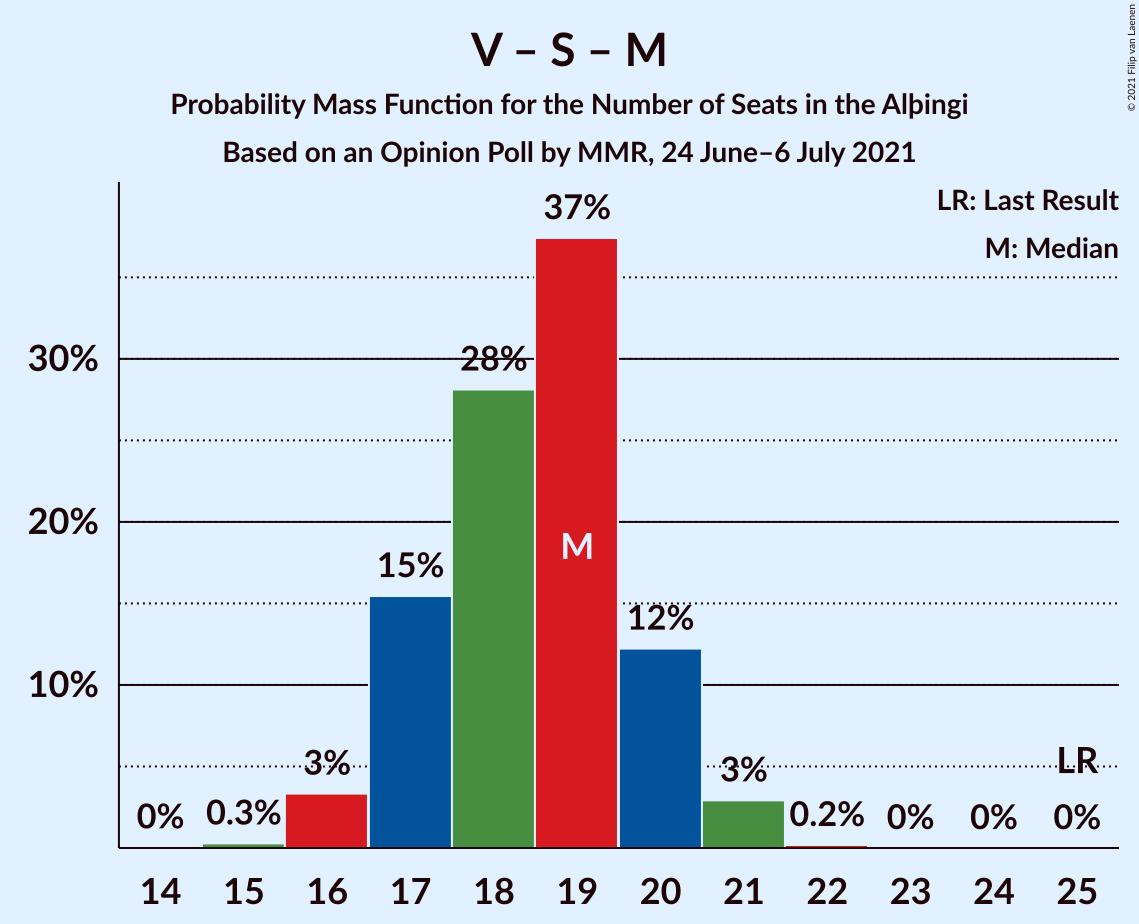 V – S – M
Probability Mass Function for the Number of Seats in the Alþingi
Based on an Opinion Poll by MMR, 24 June–6 July 2021
© 2021 Filip van Laenen
LR: Last Result
M: Median
37%
30%
28%
20%
M
15%
12%
10%
3%
3%
LR
0%
0.3%
0.2%
0%
0%
0%
14 15 16 17 18 19 20 21 22 23 24 25